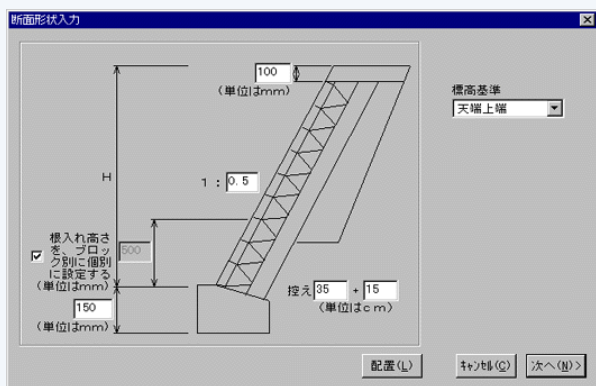 断面形状入力
100
(単位はmm)
標高基準
天端上端
H
1 : 0.5
根入れ高さ
を、ブロッ
ク別に個別
に設定する
(単位はmm)
500
150
(単位はmm)
控え 35 + 15
(単位はcm)
配置(L)
キャンセル(C)
次へ(N)>